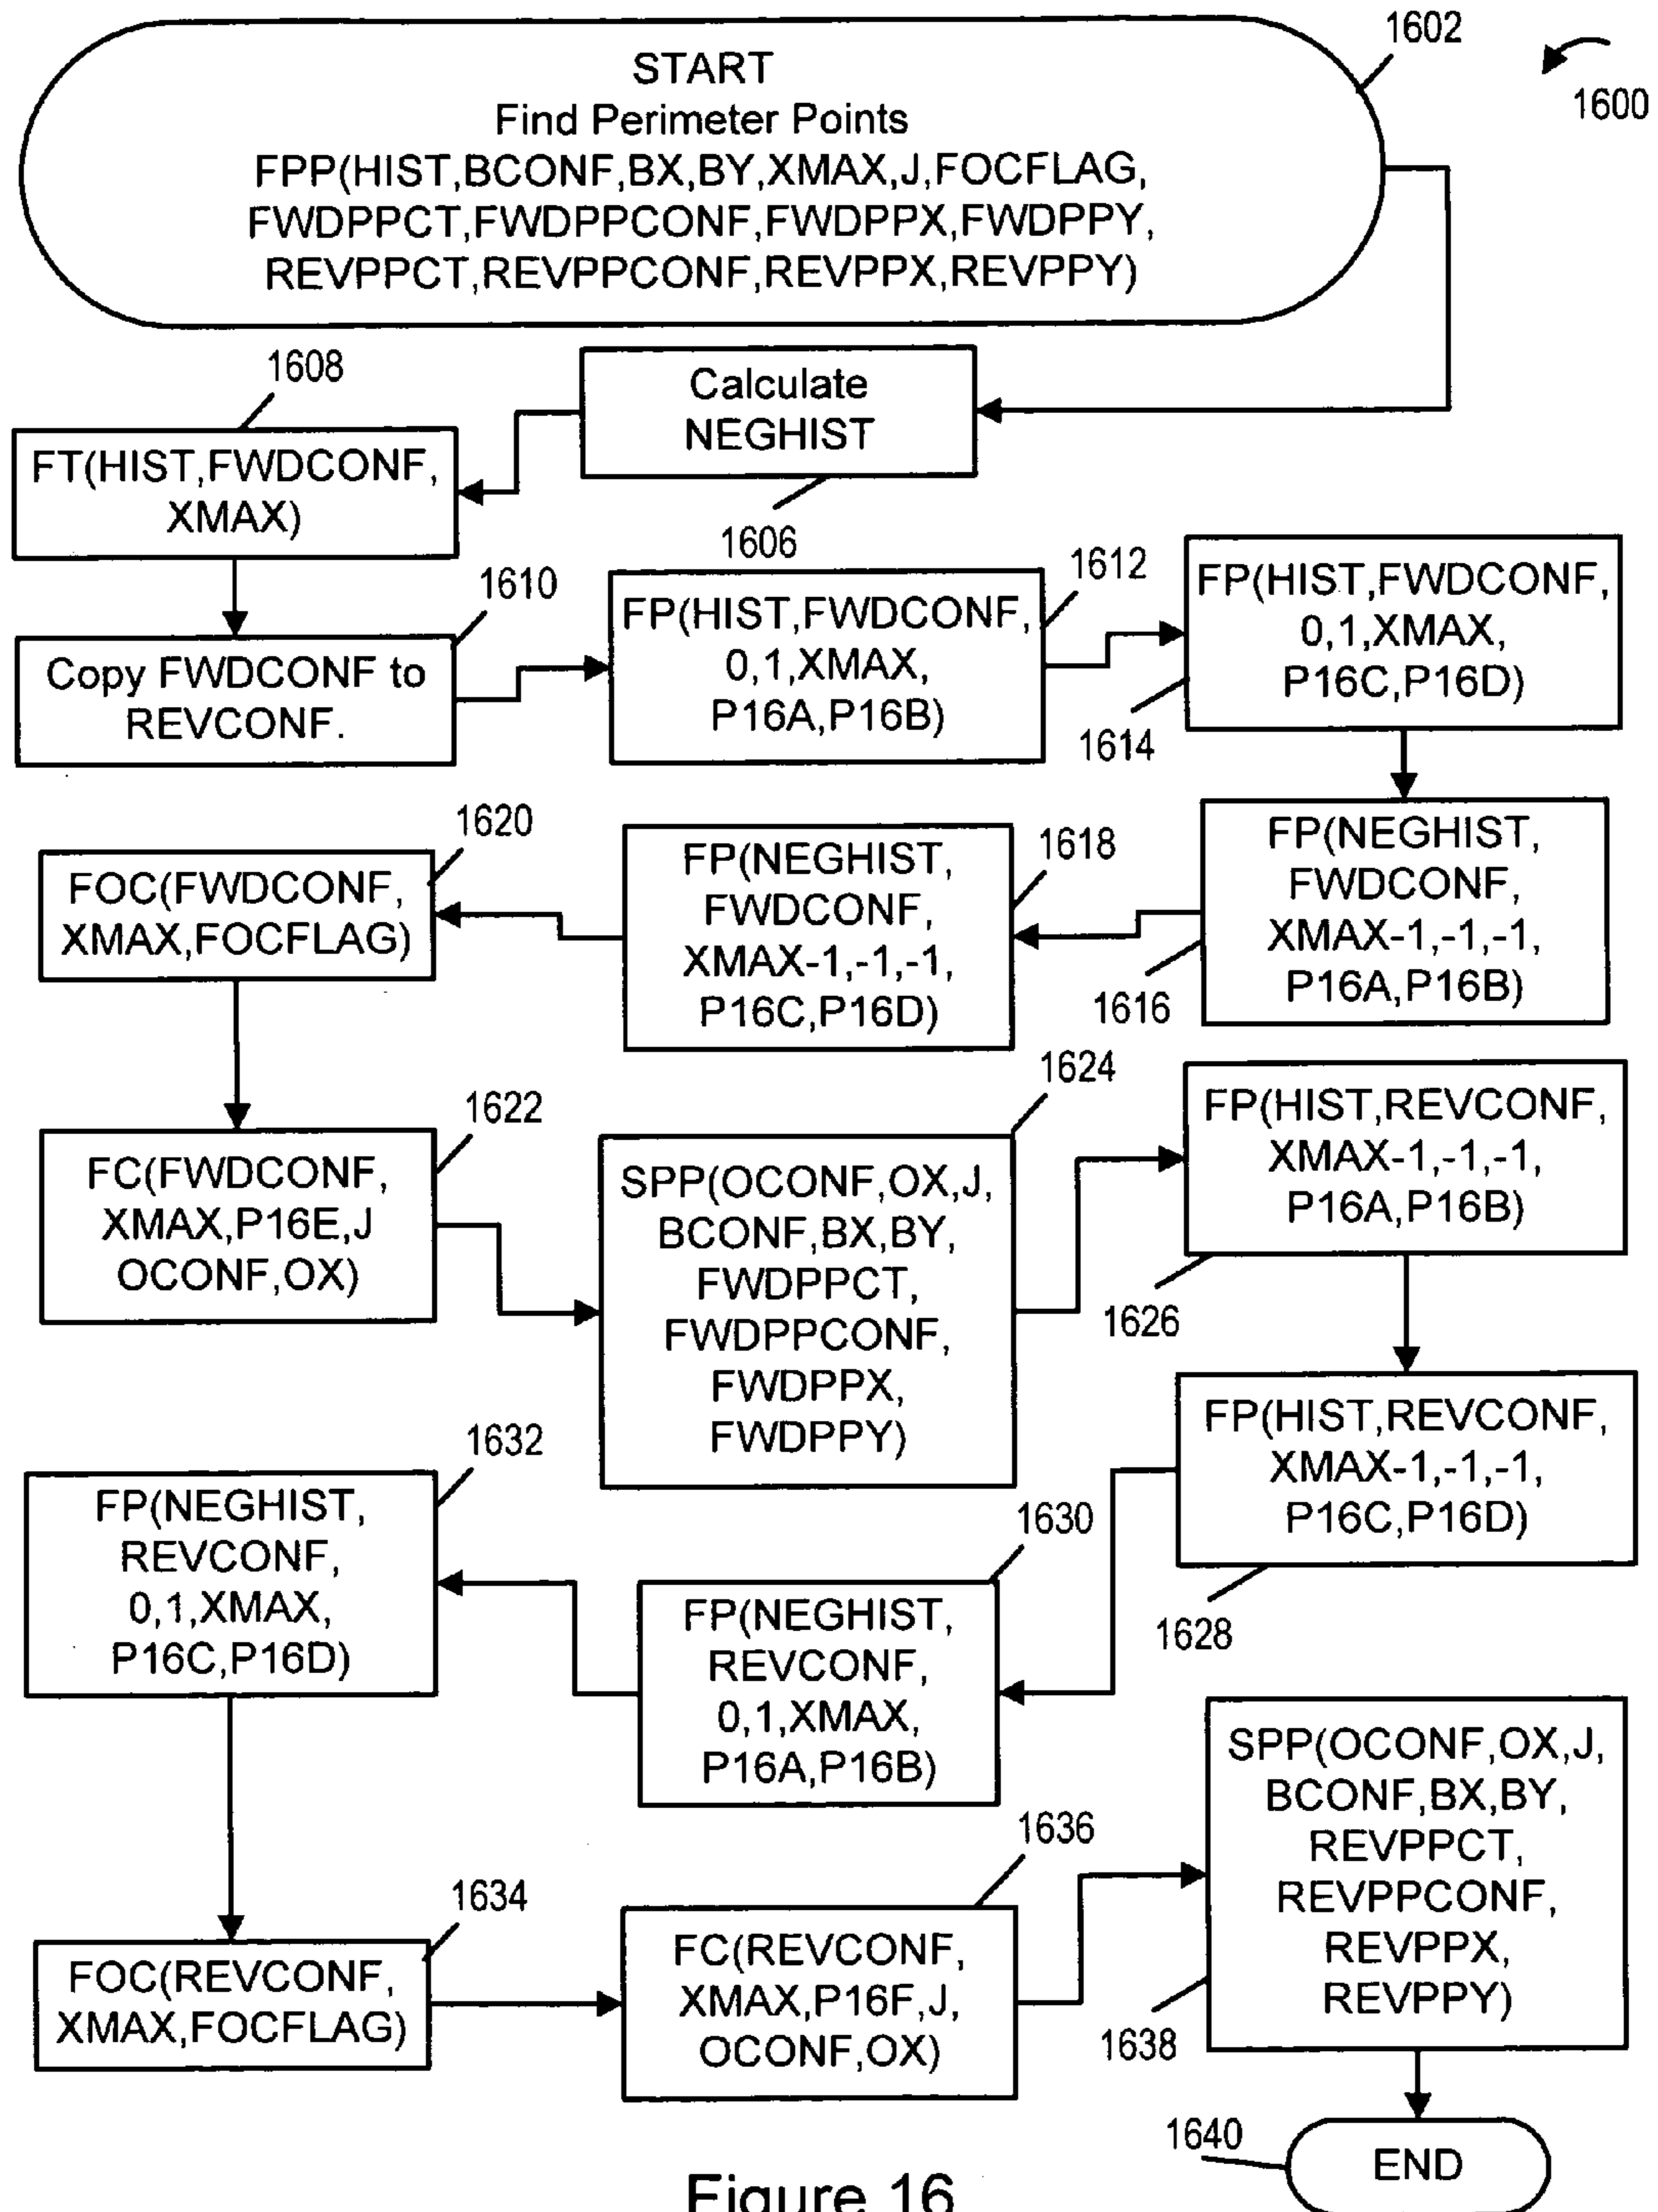 1602
1600
START
Find Perimeter Points
FPP(HIST,BCONF,BX,BY,XMAX,J,FOCFLAG,
FWDPPCT,FWDPPCONF,FWDPPX,FWDPPY,
REVPPCT,REVPPCONF,REVPPX,REVPPY)
Calculate
NEGHIST
1606
1608
FT(HIST,FWDCONF,
XMAX)
1610
Copy FWDCONF to
REVCONF.
1612
FP(HIST,FWDCONF,
0,1,XMAX,
P16A,P16B)
FP(HIST,FWDCONF,
0,1,XMAX,
P16C,P16D)
1614
FP(NEGHIST,
FWDCONF,
XMAX-1,-1,-1,
P16A,P16B)
1616
1618
FP(NEGHIST,
FWDCONF,
XMAX-1,-1,-1,
P16C,P16D)
1620
FOC(FWDCONF,
XMAX,FOCFLAG)
1622
FC(FWDCONF,
XMAX,P16E,J
OCONF,OX)
1624
SPP(OCONF,OX,J,
BCONF,BX,BY,
FWDPPCT,
FWDPPCONF,
FWDPPX,
FWDPPY)
FP(HIST,REVCONF,
XMAX-1,-1,-1,
P16A,P16B)
1626
FP(HIST,REVCONF,
XMAX-1,-1,-1,
P16C,P16D)
1628
1630
FP(NEGHIST,
REVCONF,
0,1,XMAX,
P16A,P16B)
1632
FP(NEGHIST,
REVCONF,
0,1,XMAX,
P16C,P16D)
1634
FOC(REVCONF,
XMAX,FOCFLAG)
1636
FC(REVCONF,
XMAX,P16F,J,
OCONF,OX)
SPP(OCONF,OX,J,
BCONF,BX,BY,
REVPPCT,
REVPPCONF,
REVPPX,
REVPPY)
1638
1640
END
Figure 16